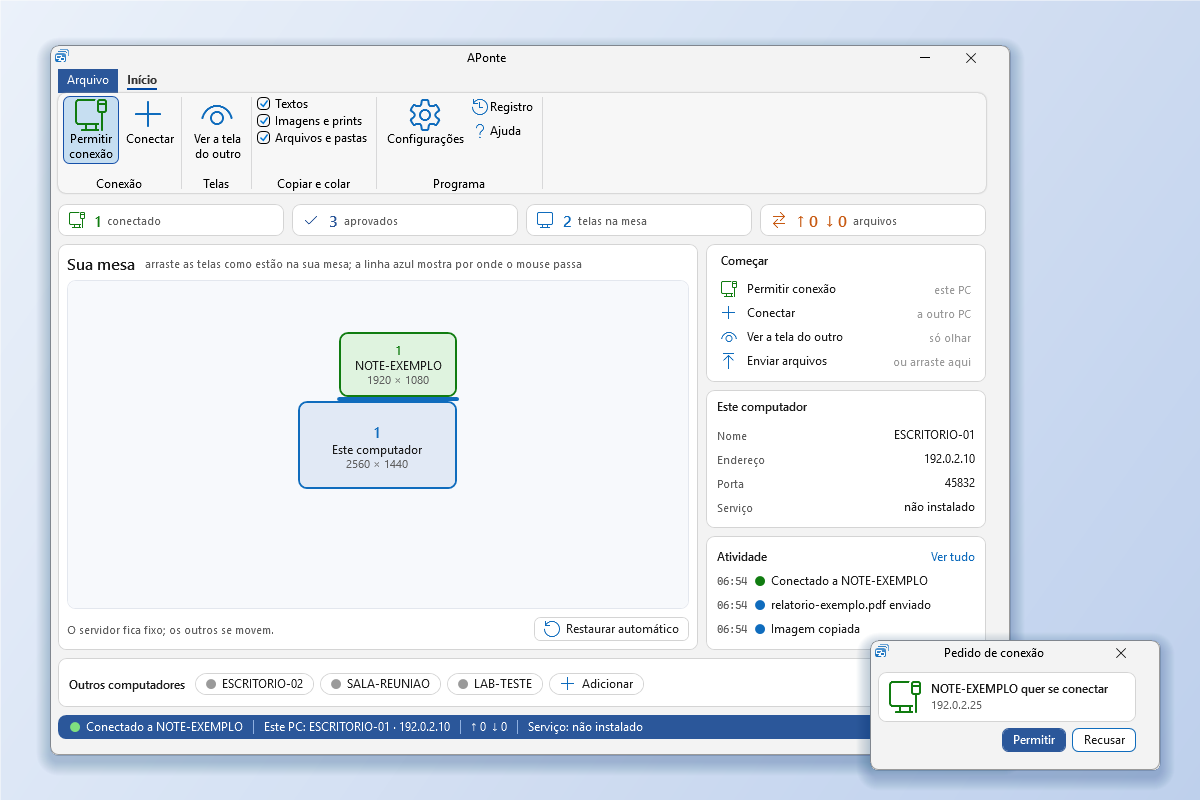 APonte
Arquivo Início
Permitir conexão
Conectar
Ver a tela do outro
Textos
Imagens e prints
Arquivos e pastas
Configurações
Registro
Ajuda
Conexão
Telas
Copiar e colar
Programa
1 conectado
3 aprovados
2 telas na mesa
↑ 0 ↓ 0 arquivos
Sua mesa arraste as telas como estão na sua mesa; a linha azul mostra por onde o mouse passa
1
NOTE-EXEMPLO
1920 × 1080
1
Este computador
2560 × 1440
O servidor fica fixo; os outros se movem.
Restaurar automático
Começar
Permitir conexão este PC
Conectar a outro PC
Ver a tela do outro só olhar
Enviar arquivos ou arraste aqui
Este computador
Nome ESCRITORIO-01
Endereço 192.0.2.10
Porta 45832
Serviço não instalado
Atividade Ver tudo
06:54 Conectado a NOTE-EXEMPLO
06:54 relatorio-exemplo.pdf enviado
06:54 Imagem copiada
Outros computadores ESCRITORIO-02 SALA-REUNIAO LAB-TESTE Adicionar
Conectado a NOTE-EXEMPLO Este PC: ESCRITORIO-01 · 192.0.2.10 ↑ 0 ↓ 0 Serviço: não instalado
Pedido de conexão
NOTE-EXEMPLO quer se conectar
192.0.2.25
Permitir Recusar